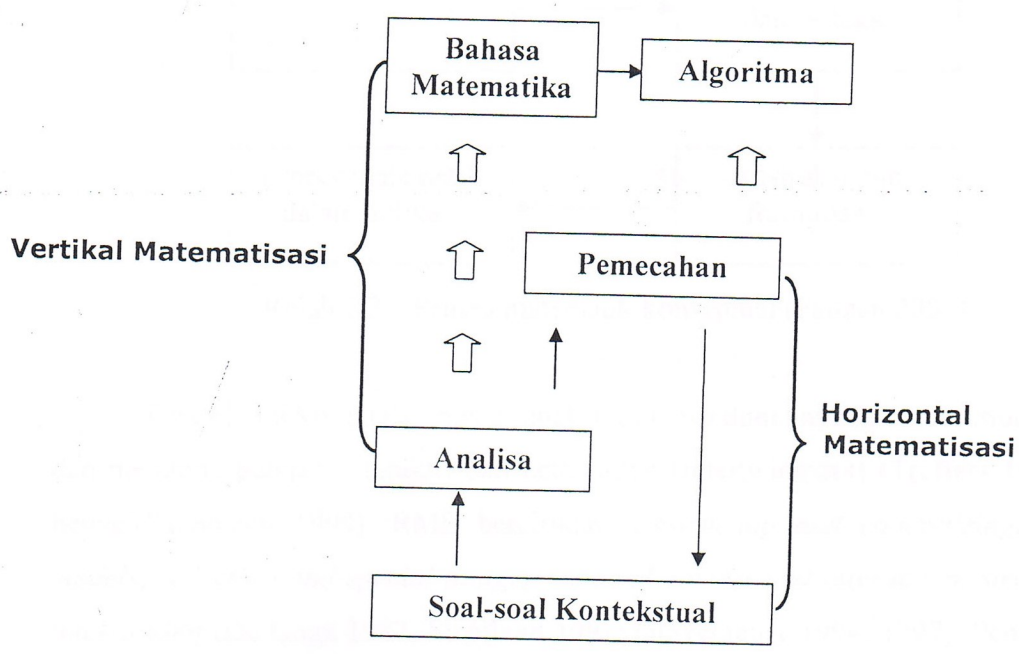 Bahasa
Matematika
Algoritma
Vertikal Matematisasi
Pemecahan
Horizontal
Matematisasi
Analisa
Soal-soal Kontekstual